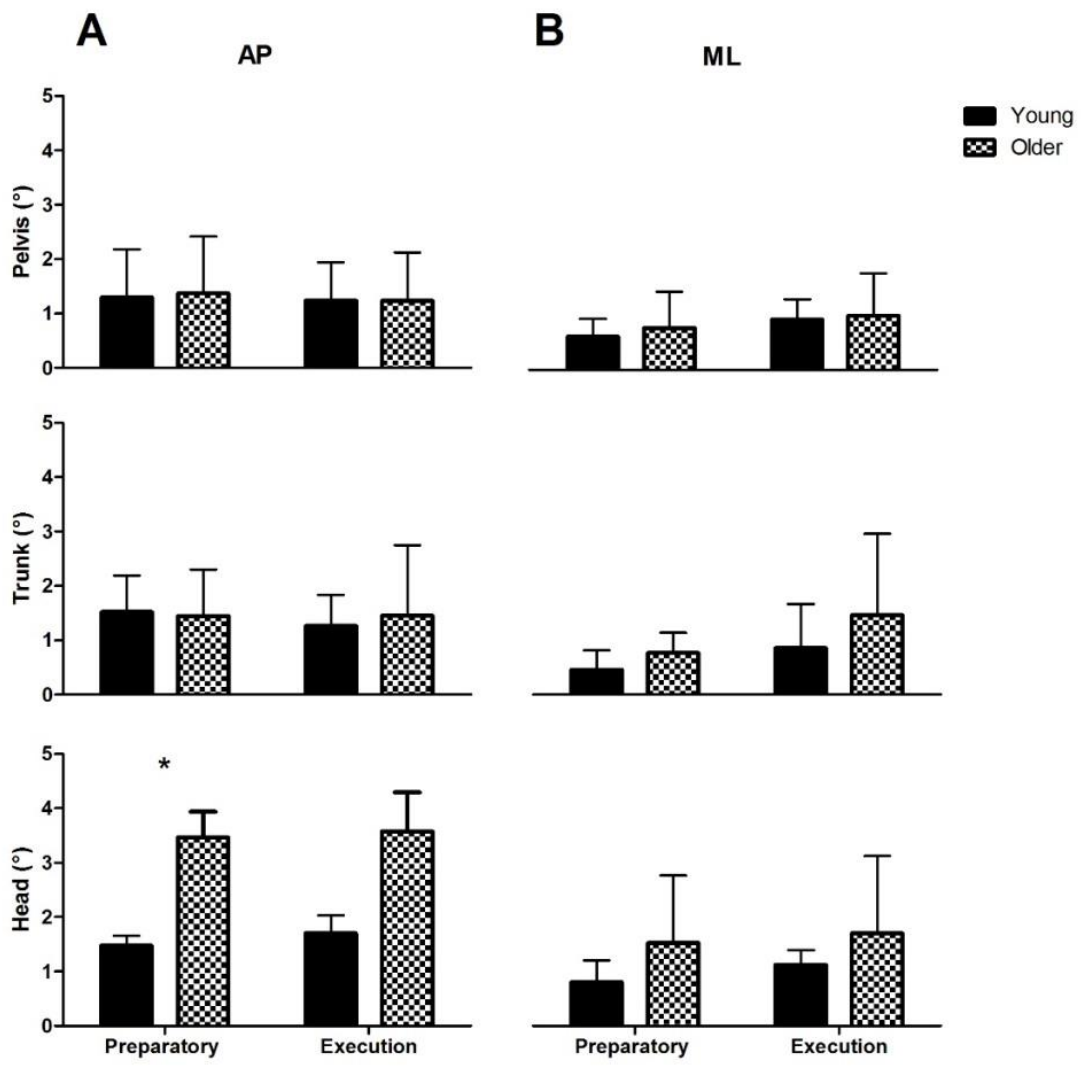 A
AP
B
ML
Young
Older
Pelvis (°)
5
4
3
2
1
0
Trunk (°)
5
4
3
2
1
0
Head (°)
5
4
3
2
1
0
*
Preparatory
Execution
Preparatory
Execution